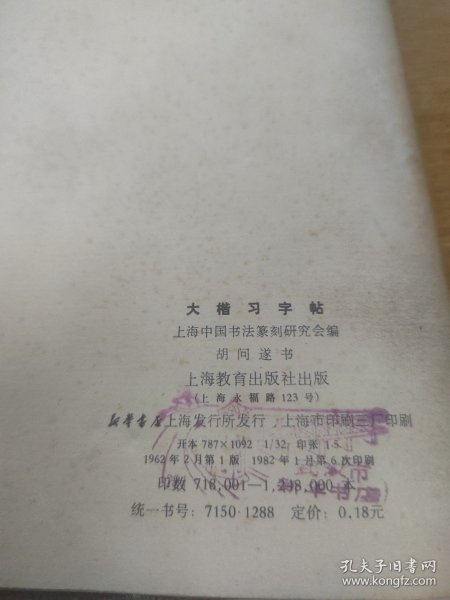 大楷习字帖
上海中国书法篆刻研究会编
胡问遂书
上海教育出版社出版
(上海永福路123号)
新华书店上海发行所发行 上海市印刷三厂印刷
开本787×1092 1/32 印张1.5
1962年2月第1版 1982年1月第6次印刷
印数 718,001—1,248,000本
统一书号：7150·1288 定价：0.18元
孔夫子旧书网
www.kongfz.com